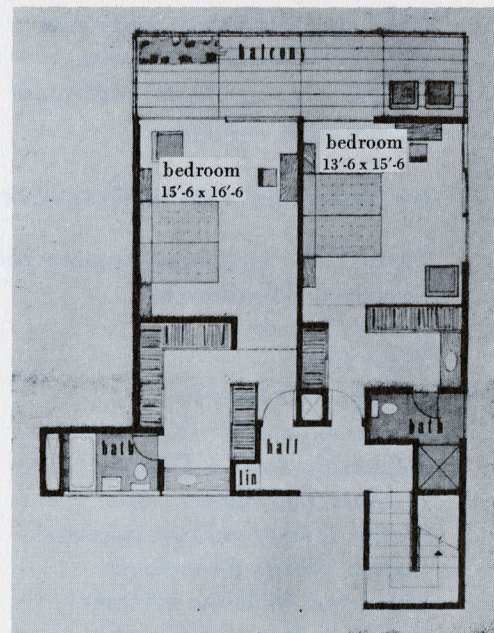 balcony
bedroom
15'-6 x 16'-6
bedroom
13'-6 x 15'-6
bath
hall
bath
lin